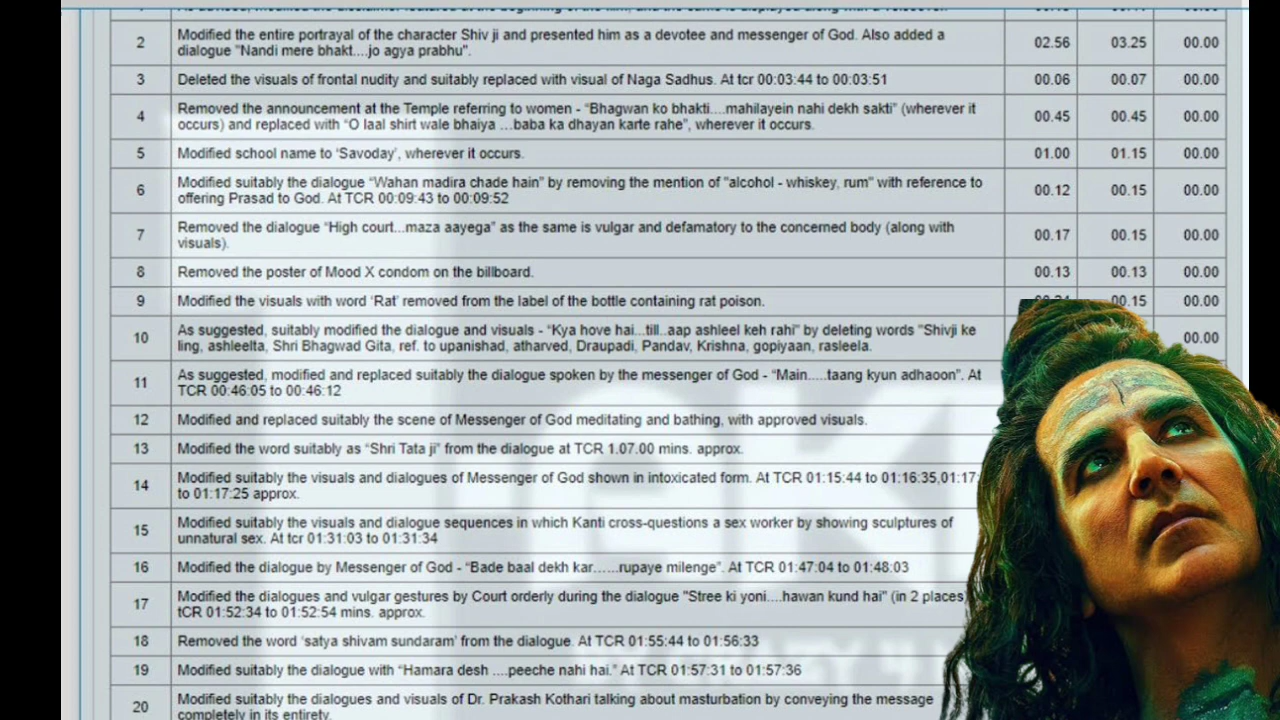 2 Modified the entire portrayal of the character Shiv ji and presented him as a devotee and messenger of God. Also added a 02.56 03.25 00.00
dialogue "Nandi mere bhakt....jo agya prabhu".
3 Deleted the visuals of frontal nudity and suitably replaced with visual of Naga Sadhus. At tcr 00:03:44 to 00:03:51 00.06 00.07 00.00
Removed the announcement at the Temple referring to women - “Bhagwan ko bhakti....mahilayein nahi dekh sakti” (wherever it
4 occurs) and replaced with “O laal shirt wale bhaiya ...baba ka dhayan karte rahe”, wherever it occurs. 00.45 00.45 00.00
5 Modified school name to ‘Savoday’, wherever it occurs. 01.00 01.15 00.00
6 Modified suitably the dialogue “Wahan madira chade hain” by removing the mention of "alcohol - whiskey, rum" with reference to 00.12 00.15 00.00
offering Prasad to God. At TCR 00:09:43 to 00:09:52
7 Removed the dialogue “High court...maza aayega” as the same is vulgar and defamatory to the concerned body (along with 00.17 00.15 00.00
visuals).
8 Removed the poster of Mood X condom on the billboard. 00.13 00.13 00.00
9 Modified the visuals with word ‘Rat’ removed from the label of the bottle containing rat poison. 00.15 00.00
10 As suggested, suitably modified the dialogue and visuals - “Kya hove hai...till..aap ashleel keh rahi” by deleting words "Shivji ke 00.00
ling, ashleelta, Shri Bhagwad Gita, ref. to upanishad, atharved, Draupadi, Pandav, Krishna, gopiyaan, rasleela.
11 As suggested, modified and replaced suitably the dialogue spoken by the messenger of God - “Main.....taang kyun adhaoon”. At
TCR 00:46:05 to 00:46:12
12 Modified and replaced suitably the scene of Messenger of God meditating and bathing, with approved visuals.
13 Modified the word suitably as “Shri Tata ji” from the dialogue at TCR 1.07.00 mins. approx.
14 Modified suitably the visuals and dialogues of Messenger of God shown in intoxicated form. At TCR 01:15:44 to 01:16:35,01:17:
to 01:17:25 approx.
15 Modified suitably the visuals and dialogue sequences in which Kanti cross-questions a sex worker by showing sculptures of
unnatural sex. At tcr 01:31:03 to 01:31:34
16 Modified the dialogue by Messenger of God - “Bade baal dekh kar......rupaye milenge”. At TCR 01:47:04 to 01:48:03
17 Modified the dialogues and vulgar gestures by Court orderly during the dialogue "Stree ki yoni....hawan kund hai" (in 2 places)
tCR 01:52:34 to 01:52:54 mins. approx.
18 Removed the word ‘satya shivam sundaram’ from the dialogue. At TCR 01:55:44 to 01:56:33
19 Modified suitably the dialogue with “Hamara desh ....peeche nahi hai.” At TCR 01:57:31 to 01:57:36
20 Modified suitably the dialogues and visuals of Dr. Prakash Kothari talking about masturbation by conveying the message
completely in its entirety.